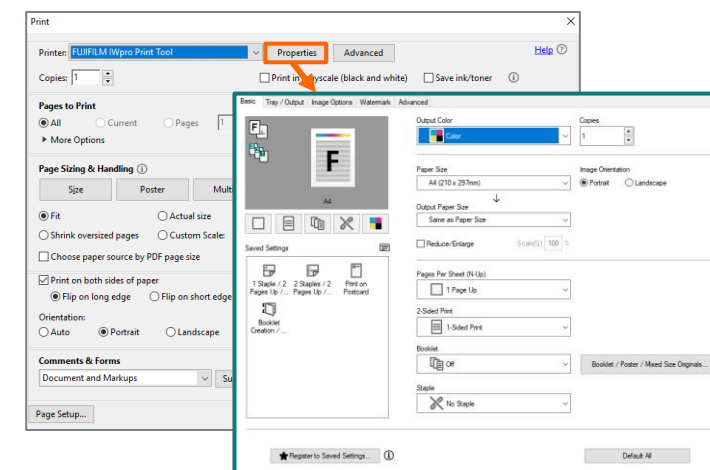 Print
Printer: FUJIFILM IWpro Print Tool Properties Advanced Help
Copies: 1 Print in grayscale (black and white) Save ink/toner
Pages to Print
All Current Pages 1
More Options
Page Sizing & Handling
Size Poster Multi
Fit Actual size
Shrink oversized pages Custom Scale:
Choose paper source by PDF page size
Print on both sides of paper
Flip on long edge Flip on short edge
Orientation:
Auto Portrait Landscape
Comments & Forms
Document and Markups Su
Page Setup...
Basic Tray / Output Image Options Watermark Advanced
F
F
A4
Saved Settings
1 Staple / 2 Pages Up /...
2 Staples / 2 Pages Up /...
Print on Postcard
Booklet Creation / ...
Register to Saved Settings...
Output Color
Color
Copies
1
Paper Size
A4 (210 x 297mm)
Image Orientation
Portrait Landscape
Output Paper Size
Same as Paper Size
Reduce/Enlarge Scale(G) 100 %
Pages Per Sheet (N-Up)
1 Page Up
2-Sided Print
1-Sided Print
Booklet
Off Booklet / Poster / Mixed Size Originals...
Staple
No Staple
Default All